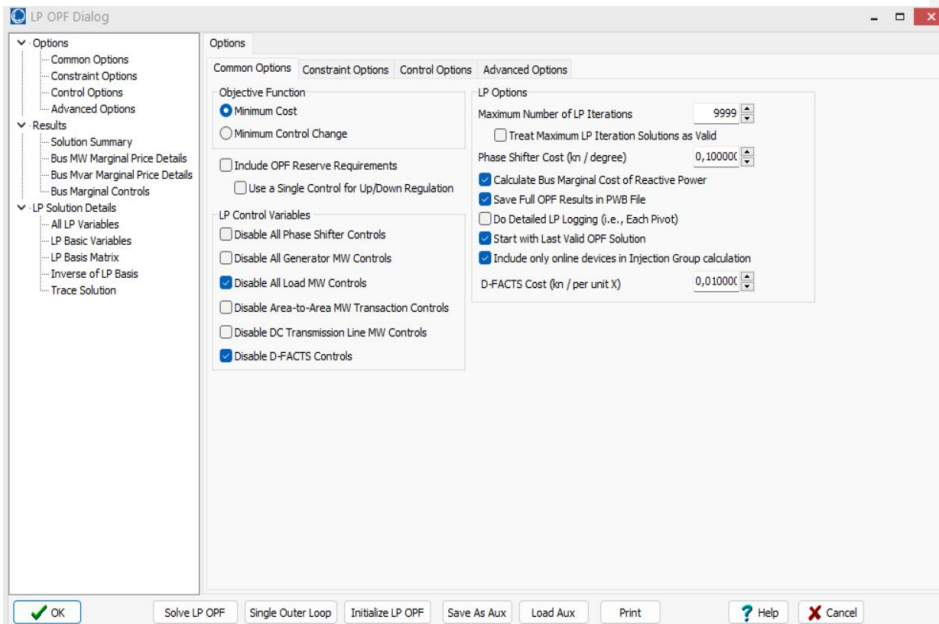 LP OPF Dialog
Options
Common Options
Constraint Options
Control Options
Advanced Options
Results
Solution Summary
Bus MW Marginal Price Details
Bus Mvar Marginal Price Details
Bus Marginal Controls
LP Solution Details
All LP Variables
LP Basic Variables
LP Basis Matrix
Inverse of LP Basis
Trace Solution
Options
Common Options Constraint Options Control Options Advanced Options
Objective Function
Minimum Cost
Minimum Control Change
Include OPF Reserve Requirements
Use a Single Control for Up/Down Regulation
LP Control Variables
Disable All Phase Shifter Controls
Disable All Generator MW Controls
Disable All Load MW Controls
Disable Area-to-Area MW Transaction Controls
Disable DC Transmission Line MW Controls
Disable D-FACTS Controls
LP Options
Maximum Number of LP Iterations 9999
Treat Maximum LP Iteration Solutions as Valid
Phase Shifter Cost (kn / degree) 0,10000(
Calculate Bus Marginal Cost of Reactive Power
Save Full OPF Results in PWB File
Do Detailed LP Logging (i.e., Each Pivot)
Start with Last Valid OPF Solution
Include only online devices in Injection Group calculation
D-FACTS Cost (kn / per unit X) 0,01000(
OK Solve LP OPF Single Outer Loop Initialize LP OPF Save As Aux Load Aux Print ? Help Cancel